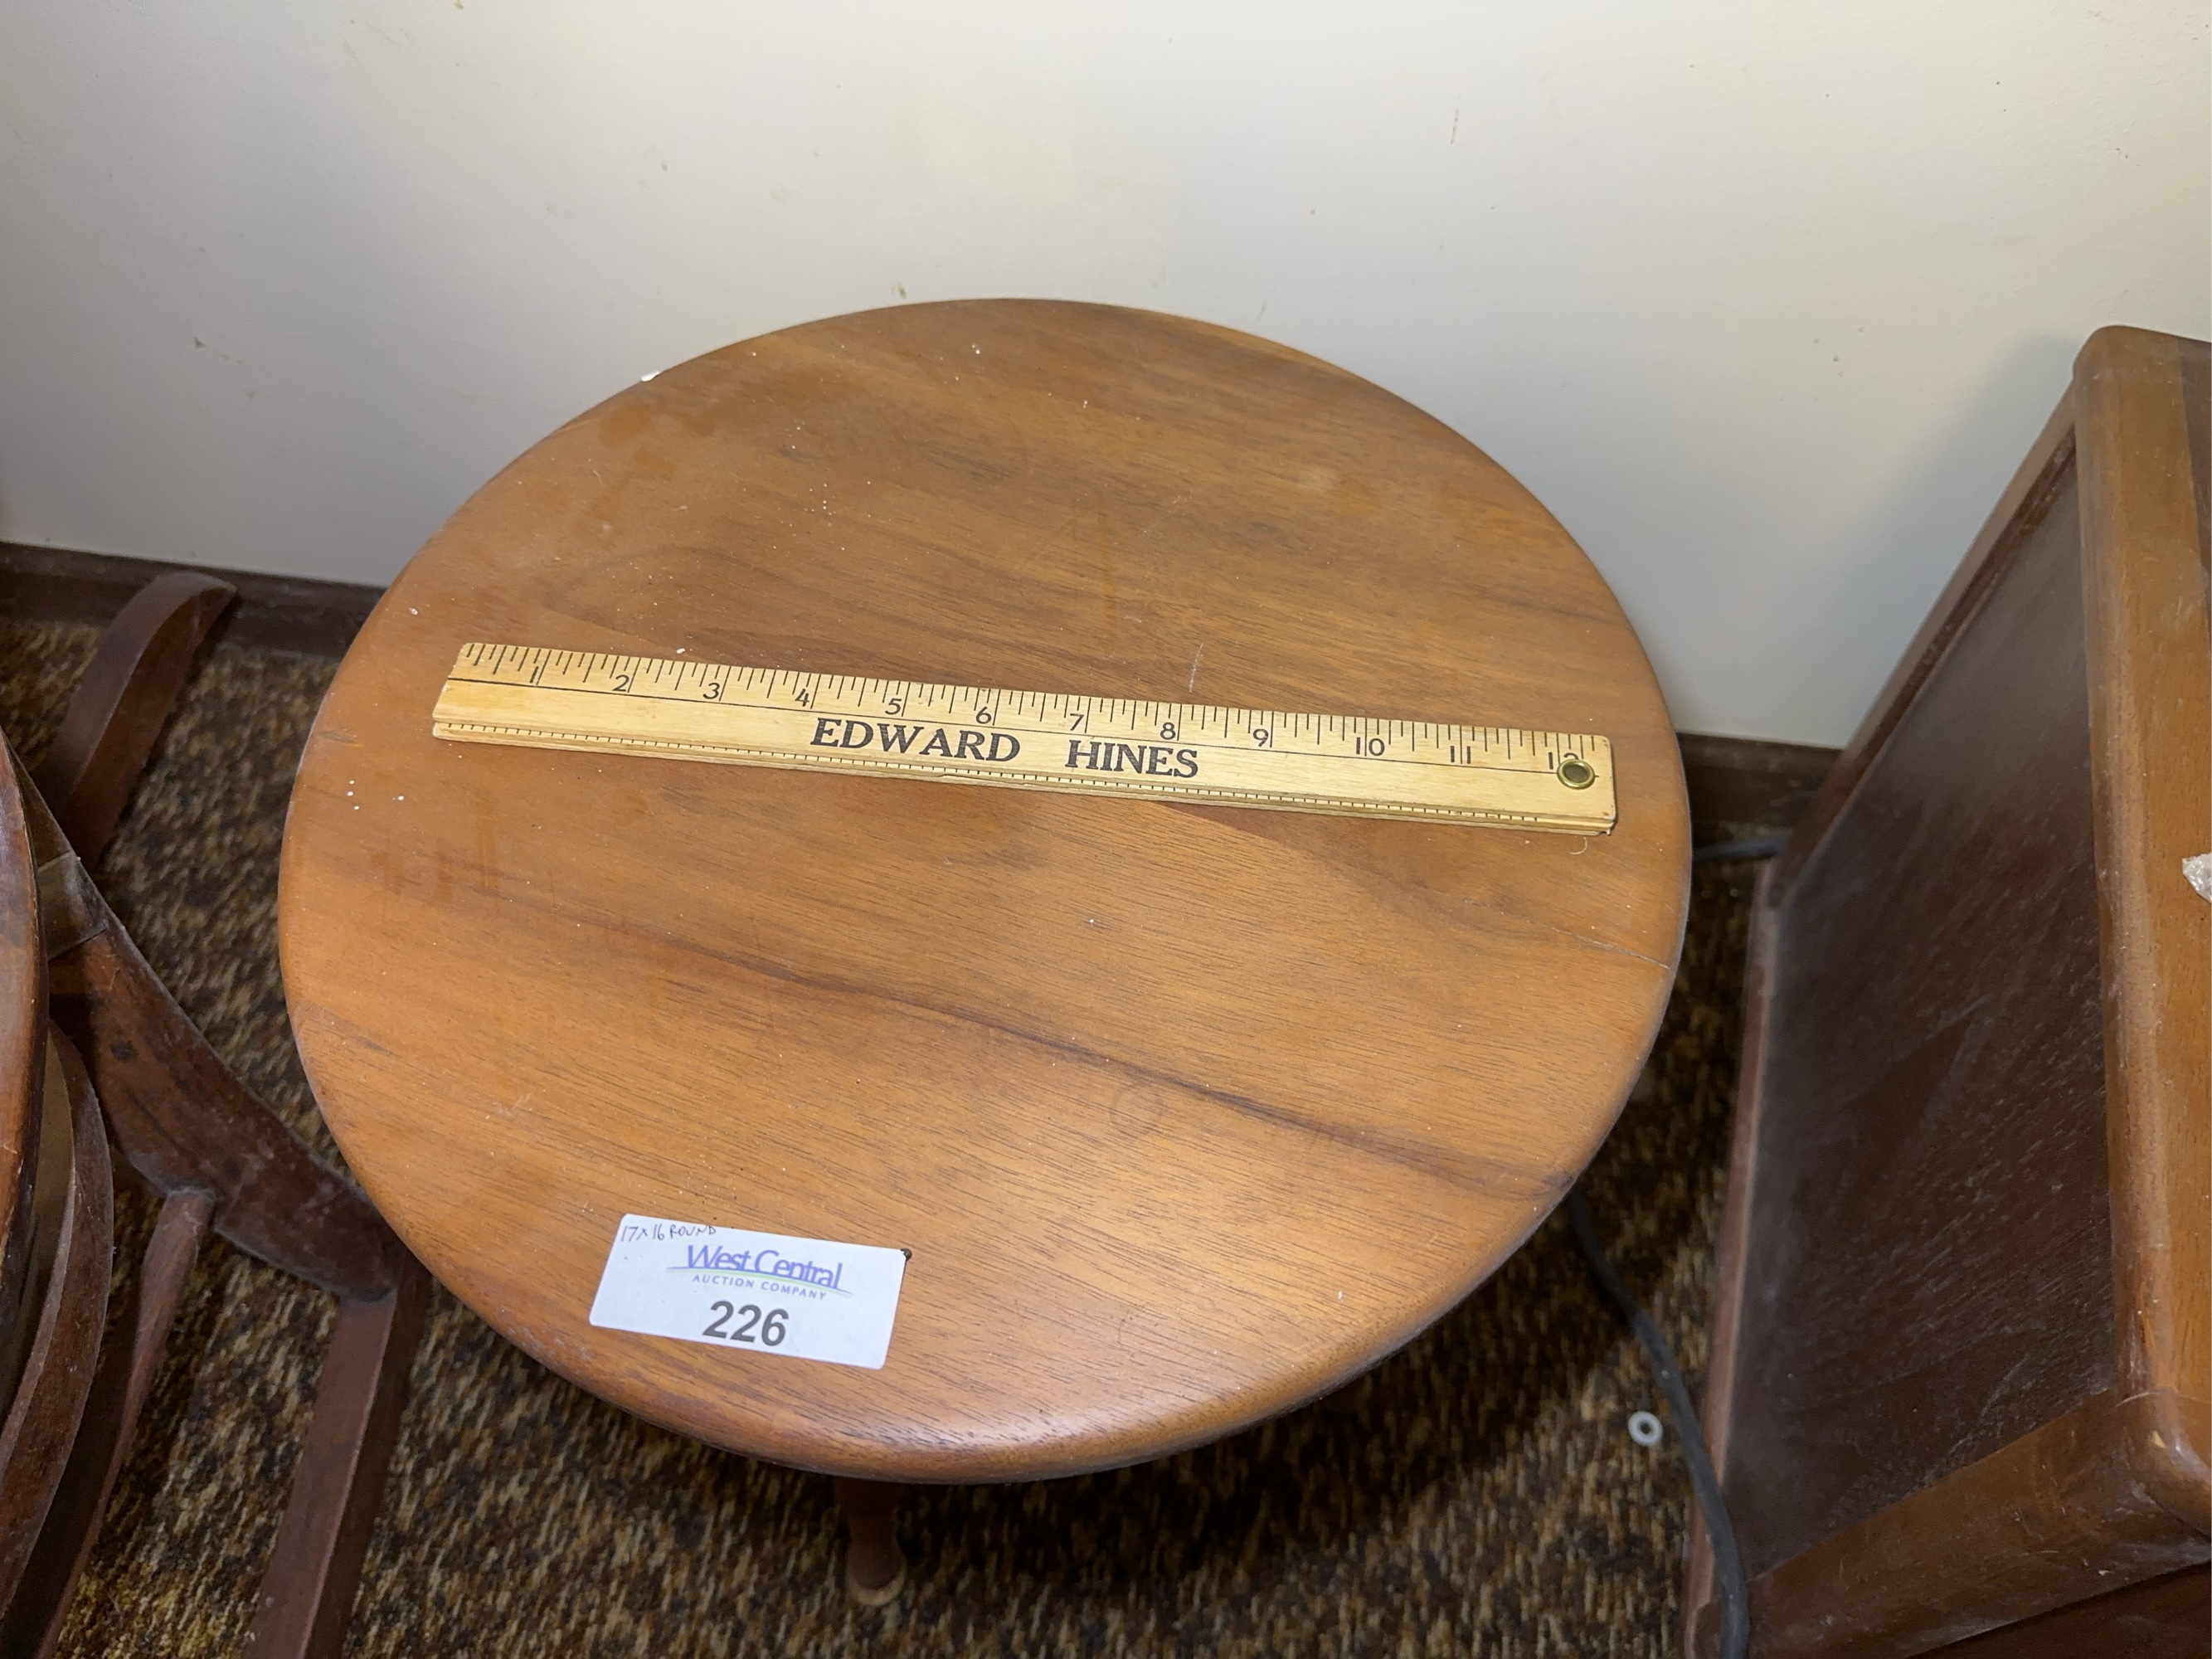 1 2 3 4 5 6 7 8 9 10 11 12
EDWARD HINES
17x16 ROUND
West Central
AUCTION COMPANY
226